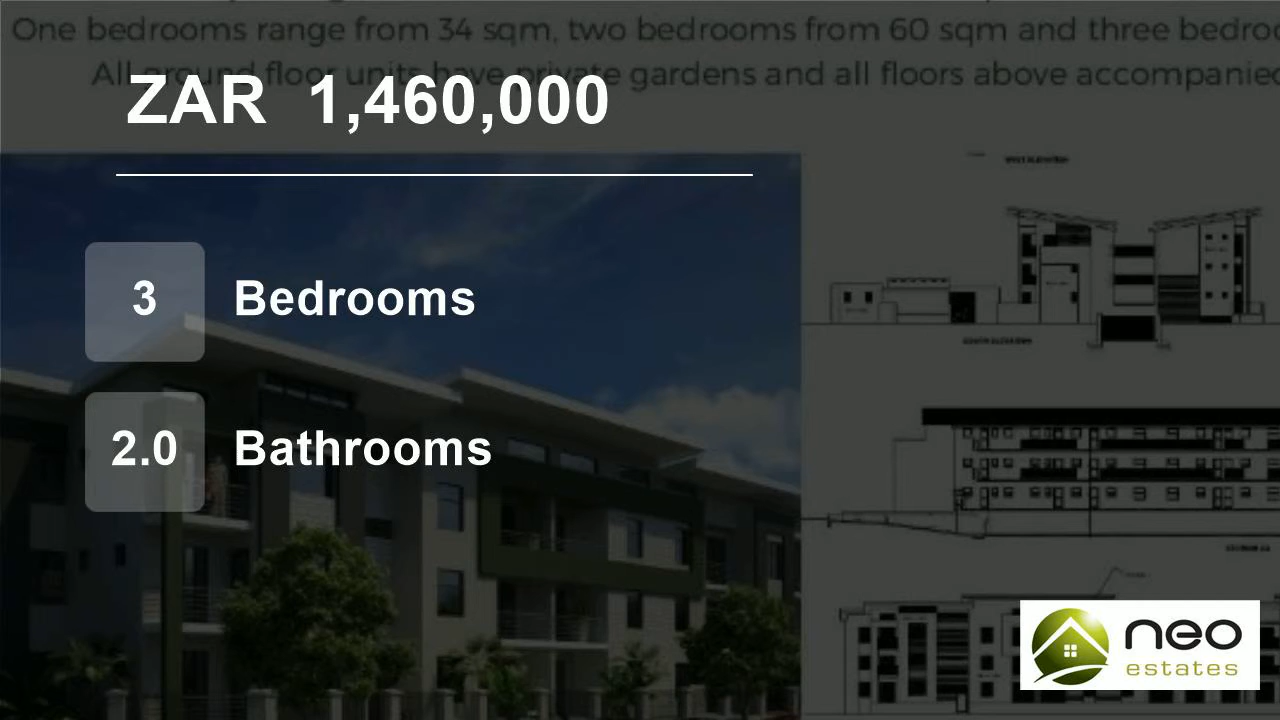 One bedrooms range from 34 sqm, two bedrooms from 60 sqm and three bedroo
All ground floor units have private gardens and all floors above accompanied
ZAR 1,460,000
3 Bedrooms
2.0 Bathrooms
neo
estates